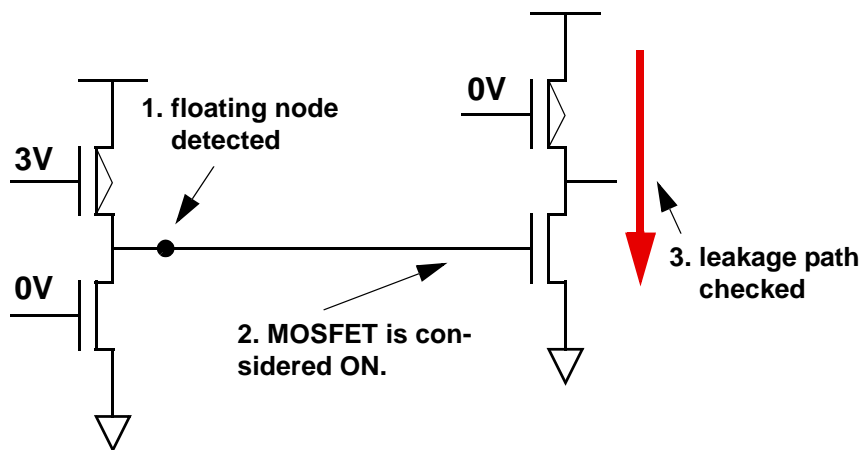 1. floating node
detected
0V
3V
0V
2. MOSFET is con-
sidered ON.
3. leakage path
checked